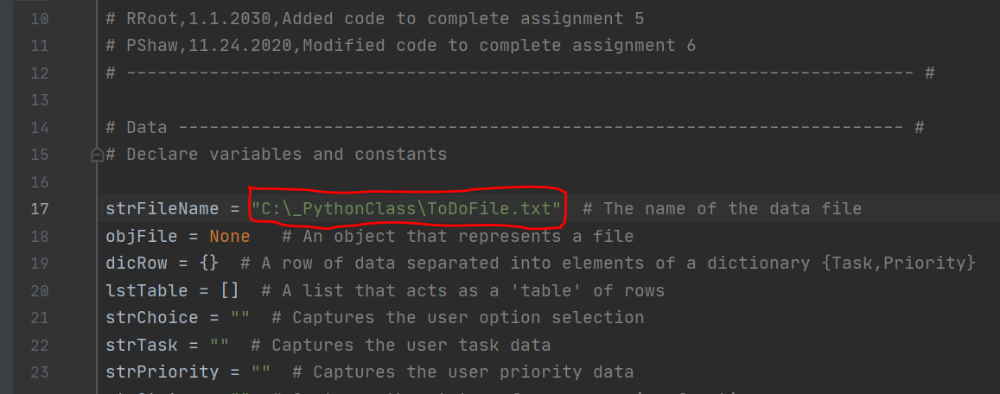 10 # RRoot,1.1.2030,Added code to complete assignment 5
11 # PShaw,11.24.2020,Modified code to complete assignment 6
12 # ---------------------------------------------------------------------------- #
13
14 # Data ---------------------------------------------------------------------- #
15 # Declare variables and constants
16
17 strFileName = "C:\_PythonClass\ToDoFile.txt" # The name of the data file
18 objFile = None # An object that represents a file
19 dicRow = {} # A row of data separated into elements of a dictionary {Task,Priority}
20 lstTable = [] # A list that acts as a 'table' of rows
21 strChoice = "" # Captures the user option selection
22 strTask = "" # Captures the user task data
23 strPriority = "" # Captures the user priority data